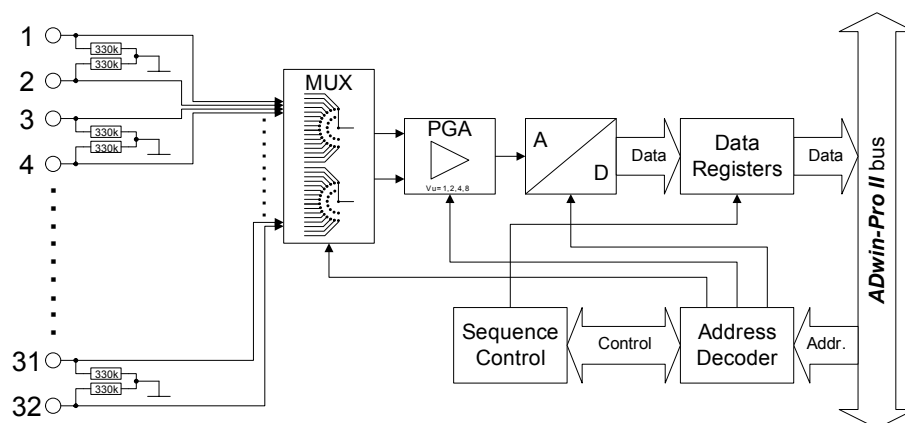 1
330k
330k
2
3
330k
330k
4
31
330k
330k
32
MUX
PGA
Vu= 1,2,4,8
A
D
Data
Data
Registers
Data
Sequence
Control
Control
Address
Decoder
Addr.
ADwin-Pro II bus